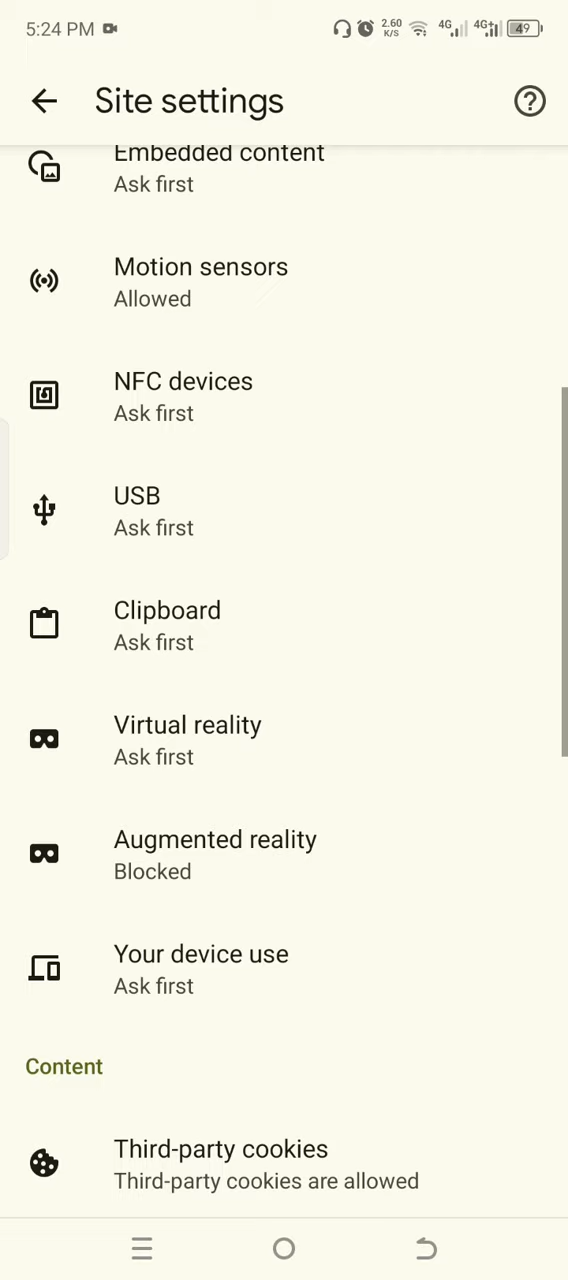 5:24 PM
2.60
K/S
4G
4G+
49
Site settings
Embedded content
Ask first
Motion sensors
Allowed
NFC devices
Ask first
USB
Ask first
Clipboard
Ask first
Virtual reality
Ask first
Augmented reality
Blocked
Your device use
Ask first
Content
Third-party cookies
Third-party cookies are allowed